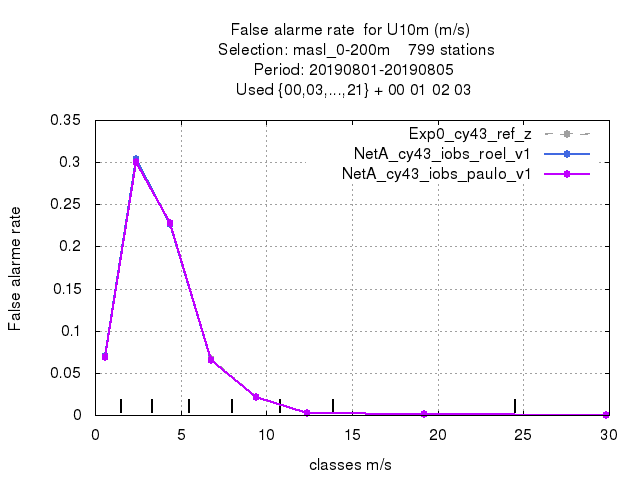 False alarme rate  for U10m (m/s)
Selection: masl_0-200m    799 stations
Period: 20190801-20190805
Used {00,03,...,21} + 00 01 02 03
Exp0_cy43_ref_z
NetA_cy43_iobs_roel_v1
NetA_cy43_iobs_paulo_v1
False alarme rate
0.35
0.3
0.25
0.2
0.15
0.1
0.05
0
0 5 10 15 20 25 30
classes m/s